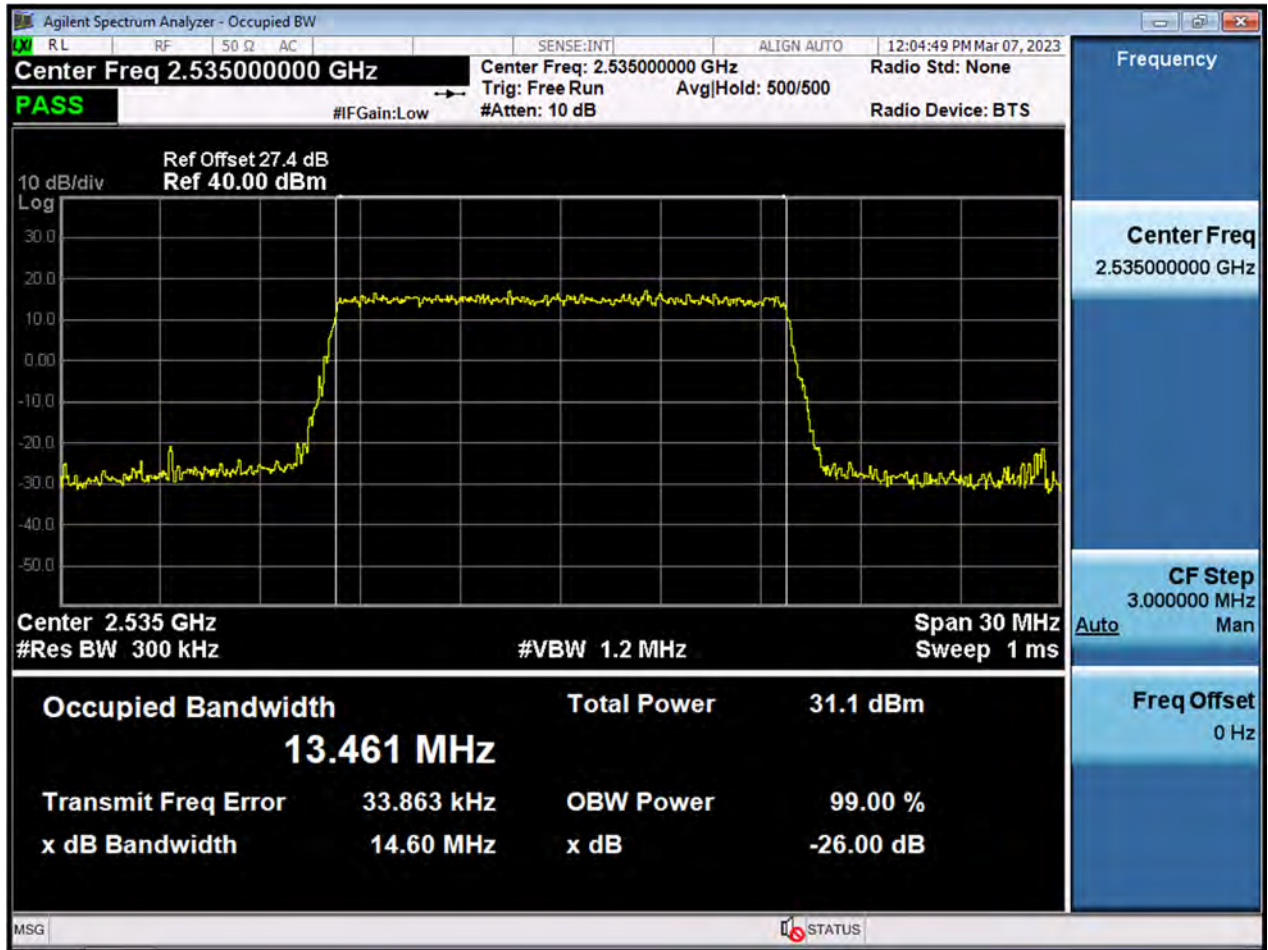 Agilent Spectrum Analyzer - Occupied BW
LXI RL RF 50 Ω AC SENSE:INT ALIGN AUTO 12:04:49 PM Mar 07, 2023
Center Freq 2.535000000 GHz Center Freq: 2.535000000 GHz Radio Std: None
Trig: Free Run Avg|Hold: 500/500
PASS #IFGain:Low #Atten: 10 dB Radio Device: BTS
Ref Offset 27.4 dB
10 dB/div Ref 40.00 dBm
Log
30.0
20.0
10.0
0.00
-10.0
-20.0
-30.0
-40.0
-50.0
Center 2.535 GHz Span 30 MHz
#Res BW 300 kHz #VBW 1.2 MHz Sweep 1 ms
Occupied Bandwidth Total Power 31.1 dBm
13.461 MHz
Transmit Freq Error 33.863 kHz OBW Power 99.00 %
x dB Bandwidth 14.60 MHz x dB -26.00 dB
MSG STATUS
Frequency
Center Freq
2.535000000 GHz
CF Step
3.000000 MHz
Auto Man
Freq Offset
0 Hz